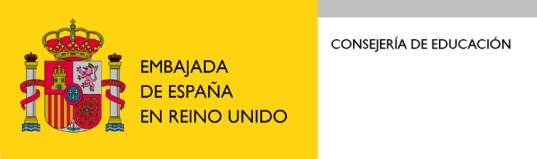 EMBAJADA
DE ESPAÑA
EN REINO UNIDO
CONSEJERÍA DE EDUCACIÓN